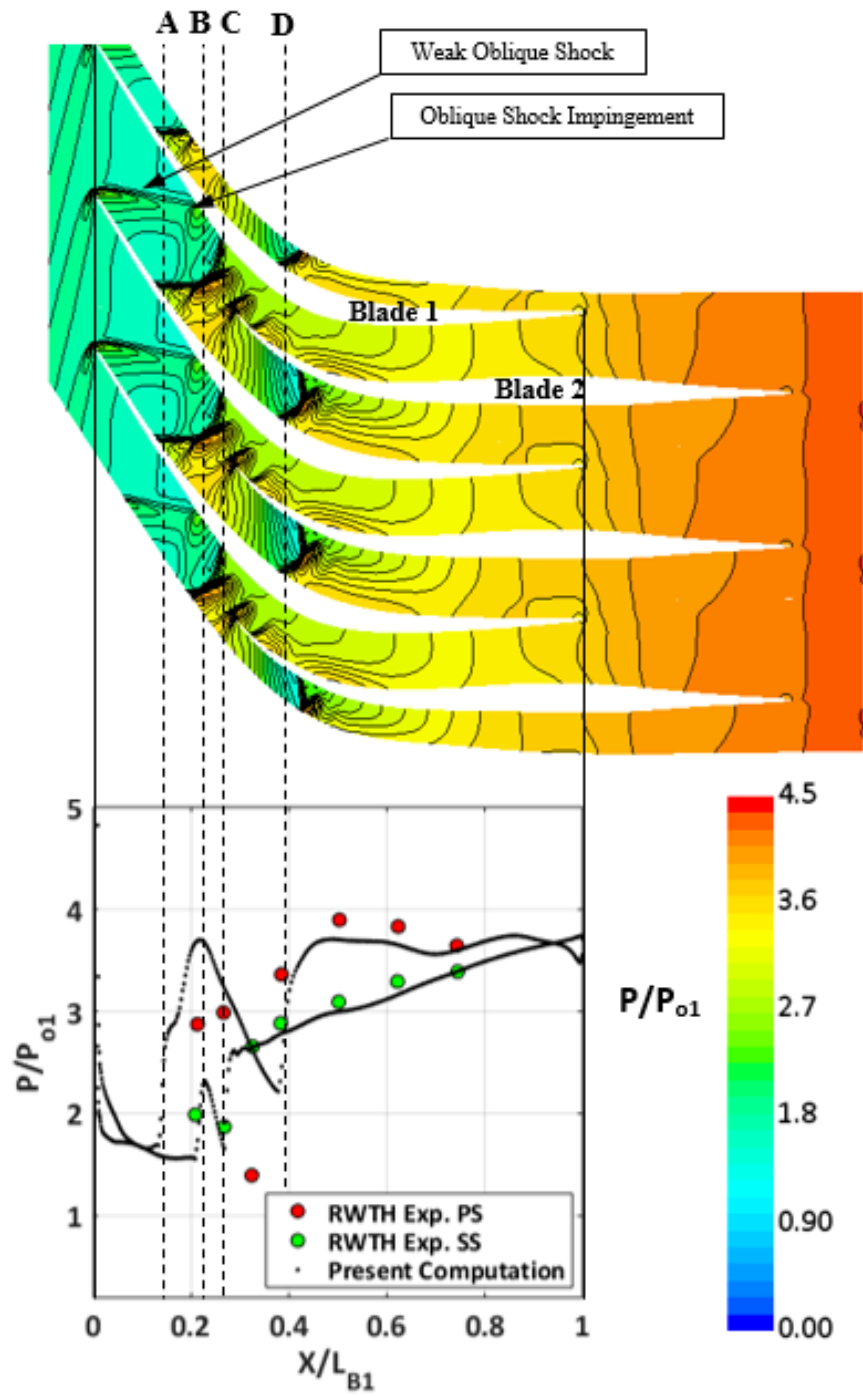 A B C D
Weak Oblique Shock
Oblique Shock Impingement
Blade 1
Blade 2
5
4
3
2
1
P/Po1
RWTH Exp. PS
RWTH Exp. SS
Present Computation
0 0.2 0.4 0.6 0.8 1
X/LB1
P/Po1
4.5
3.6
2.7
1.8
0.90
0.00